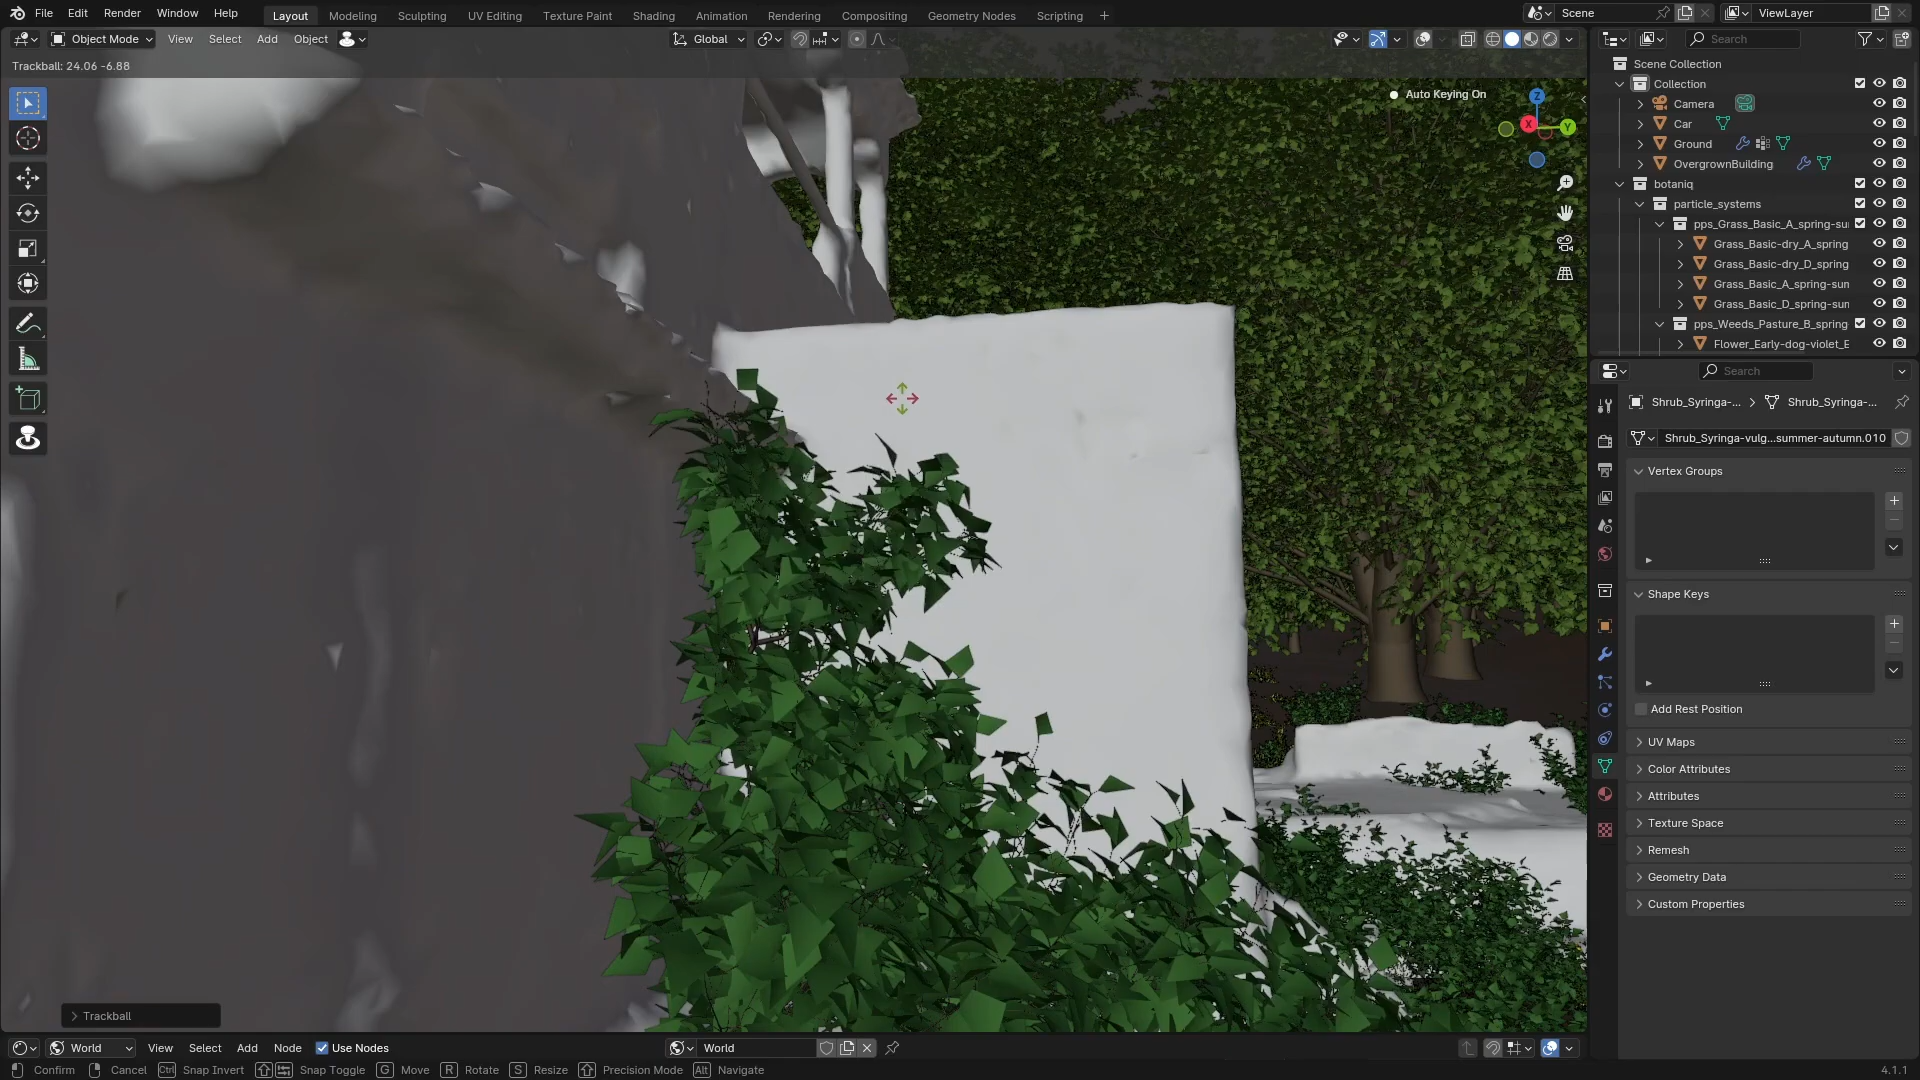 File Edit Render Window Help Layout Modeling Sculpting UV Editing Texture Paint Shading Animation Rendering Compositing Geometry Nodes Scripting + Scene ViewLayer
Object Mode View Select Add Object Global Search
Trackball: 24.06 -6.88
Auto Keying On
Z
X Y
Scene Collection
Collection
Camera
Car
Ground
OvergrownBuilding
botaniq
particle_systems
pps_Grass_Basic_A_spring-su
Grass_Basic-dry_A_spring
Grass_Basic-dry_D_spring
Grass_Basic_A_spring-sum
Grass_Basic_D_spring-sum
pps_Weeds_Pasture_B_spring
Flower_Early-dog-violet_E
Search
Shrub_Syringa-... > Shrub_Syringa-...
Shrub_Syringa-vulg...summer-autumn.010
Vertex Groups
Shape Keys
Add Rest Position
UV Maps
Color Attributes
Attributes
Texture Space
Remesh
Geometry Data
Custom Properties
Trackball
World View Select Add Node Use Nodes World
Confirm Cancel Ctrl Snap Invert Snap Toggle G Move R Rotate S Resize Precision Mode Alt Navigate 4.1.1